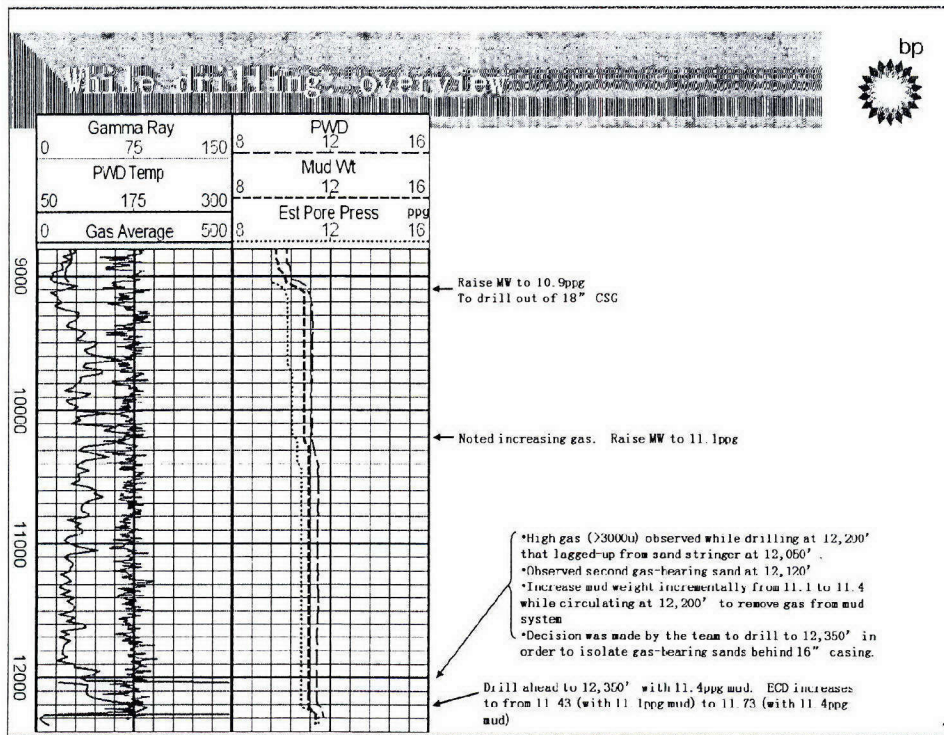 bp
While drilling: overview
Gamma Ray
0 75 150
PWD Temp
50 175 300
0 Gas Average 500
PWD
8 12 16
Mud Wt
8 12 16
Est Pore Press ppg
8 12 16
9000
Raise MW to 10.9ppg
To drill out of 18" CSG
10000
Noted increasing gas. Raise MW to 11.1ppg
11000
*High gas (>3000u) observed while drilling at 12,200'
that lagged-up from sand stringer at 12,050'.
*Observed second gas-bearing sand at 12,120'
*Increase mud weight incrementally from 11.1 to 11.4
while circulating at 12,200' to remove gas from mud
system
*Decision was made by the team to drill to 12,350' in
order to isolate gas-bearing sands behind 16" casing.
12000
Drill ahead to 12,350' with 11.4ppg mud. ECD increases
to from 11.43 (with 11.1ppg mud) to 11.73 (with 11.4ppg
mud)